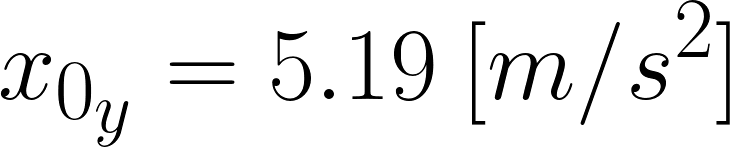 x_{0_y} = 5.19 [m/s^2]